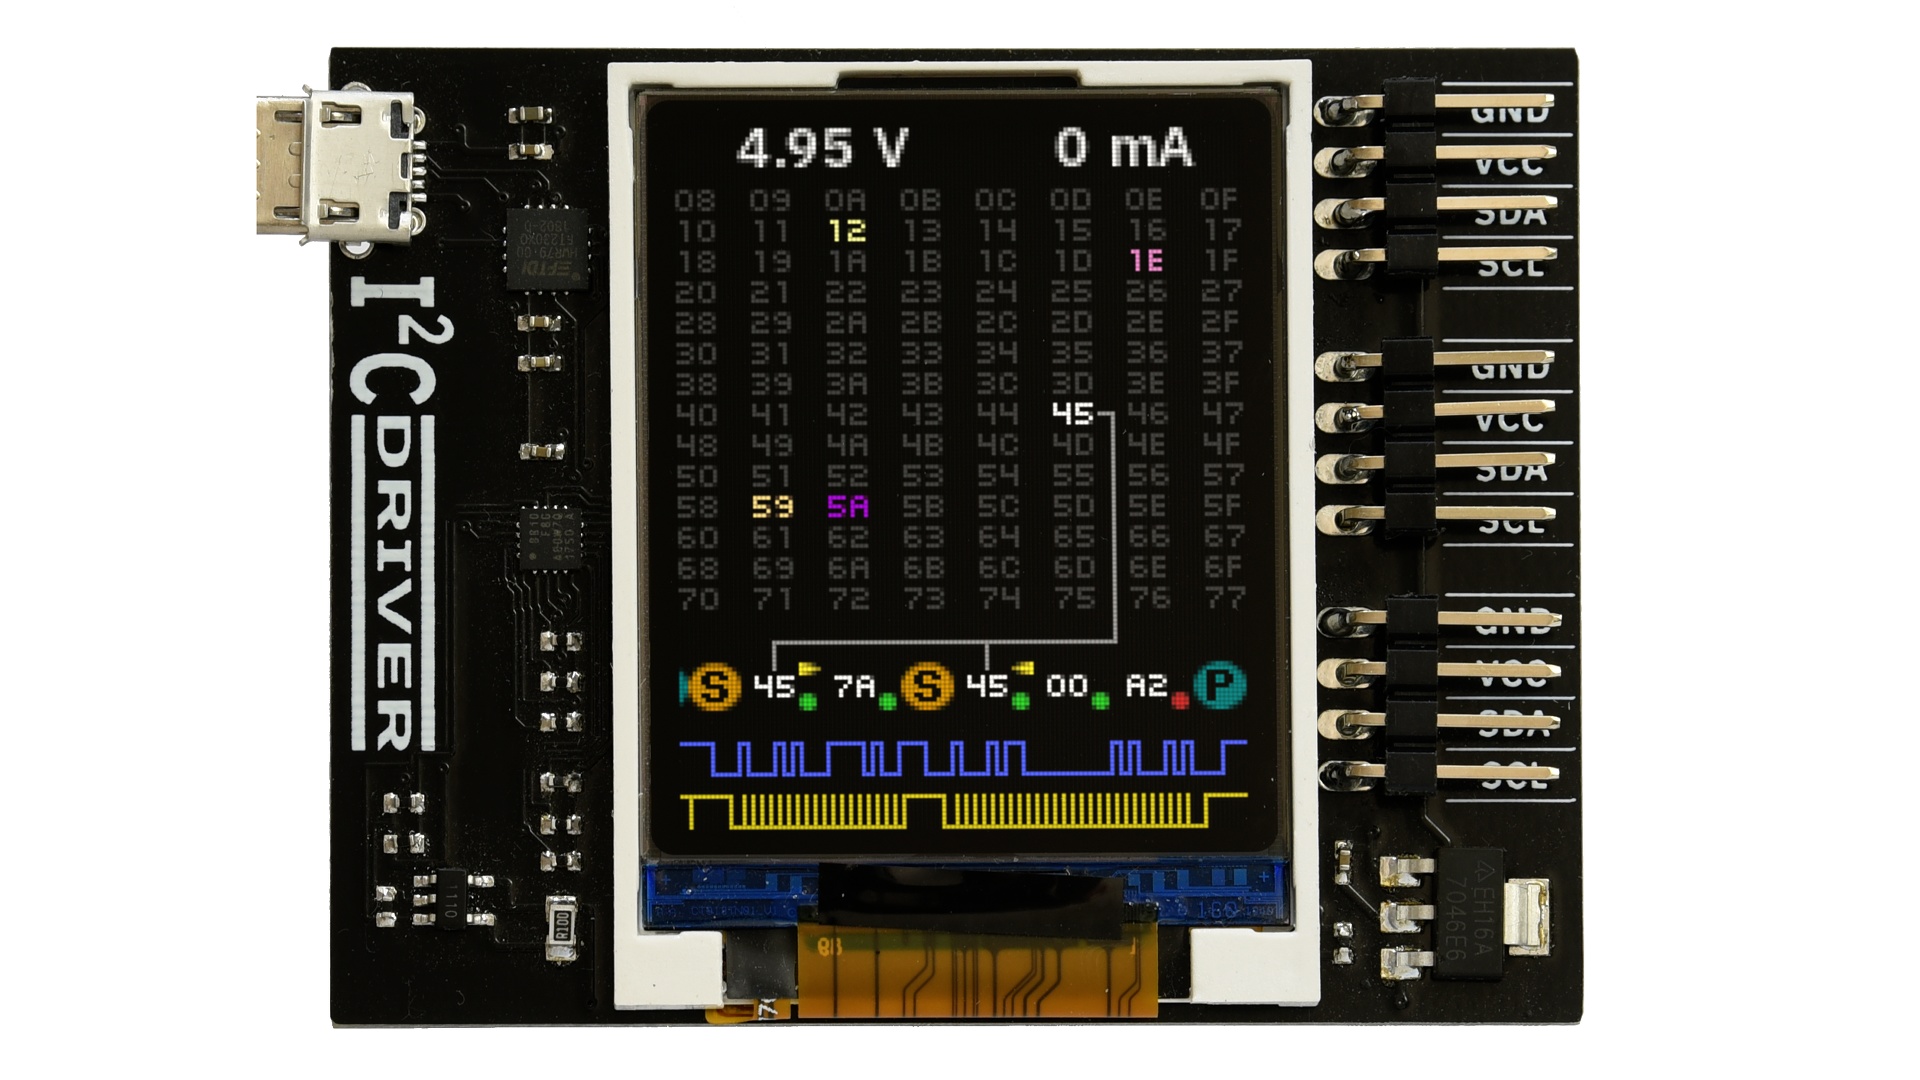 4.95 V 0 mA
08 09 0A 0B 0C 0D 0E 0F
10 11 12 13 14 15 16 17
18 19 1A 1B 1C 1D 1E 1F
20 21 22 23 24 25 26 27
28 29 2A 2B 2C 2D 2E 2F
30 31 32 33 34 35 36 37
38 39 3A 3B 3C 3D 3E 3F
40 41 42 43 44 45 46 47
48 49 4A 4B 4C 4D 4E 4F
50 51 52 53 54 55 56 57
58 59 5A 5B 5C 5D 5E 5F
60 61 62 63 64 65 66 67
68 69 6A 6B 6C 6D 6E 6F
70 71 72 73 74 75 76 77
S 45 7A S 45 00 A2 P
I²CDRIVER
GND
VCC
SDA
SCL
GND
VCC
SDA
SCL
GND
VCC
SDA
SCL
FTDI
R100
EH16A
7046E6